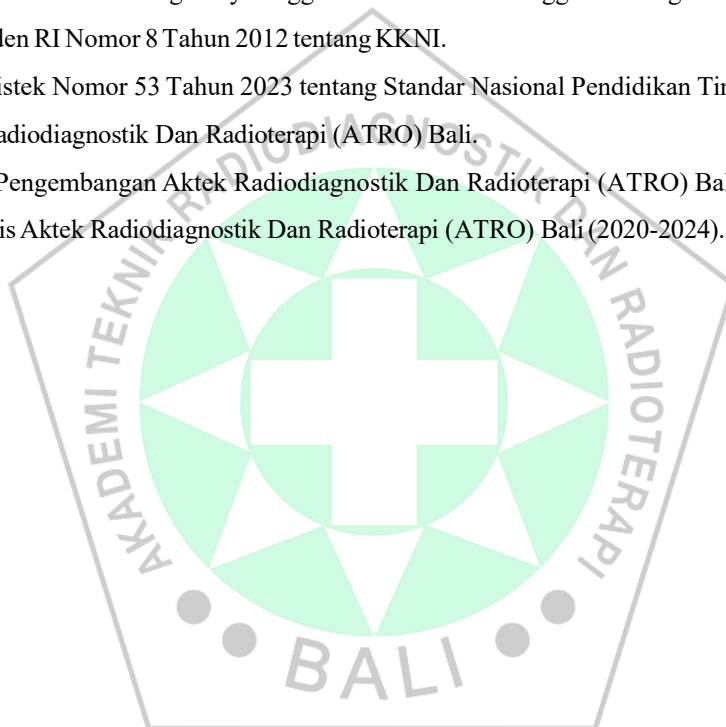 den RI Nomor 8 Tahun 2012 tentang KKNI.
istek Nomor 53 Tahun 2023 tentang Standar Nasional Pendidikan Tin
adiodiagnostik Dan Radioterapi (ATRO) Bali.
Pengembangan Aktek Radiodiagnostik Dan Radioterapi (ATRO) Bal
is Aktek Radiodiagnostik Dan Radioterapi (ATRO) Bali (2020-2024).
AKADEMI TEKNIK RADIODIAGNOSTIK DAN RADIOTERAPI
BALI